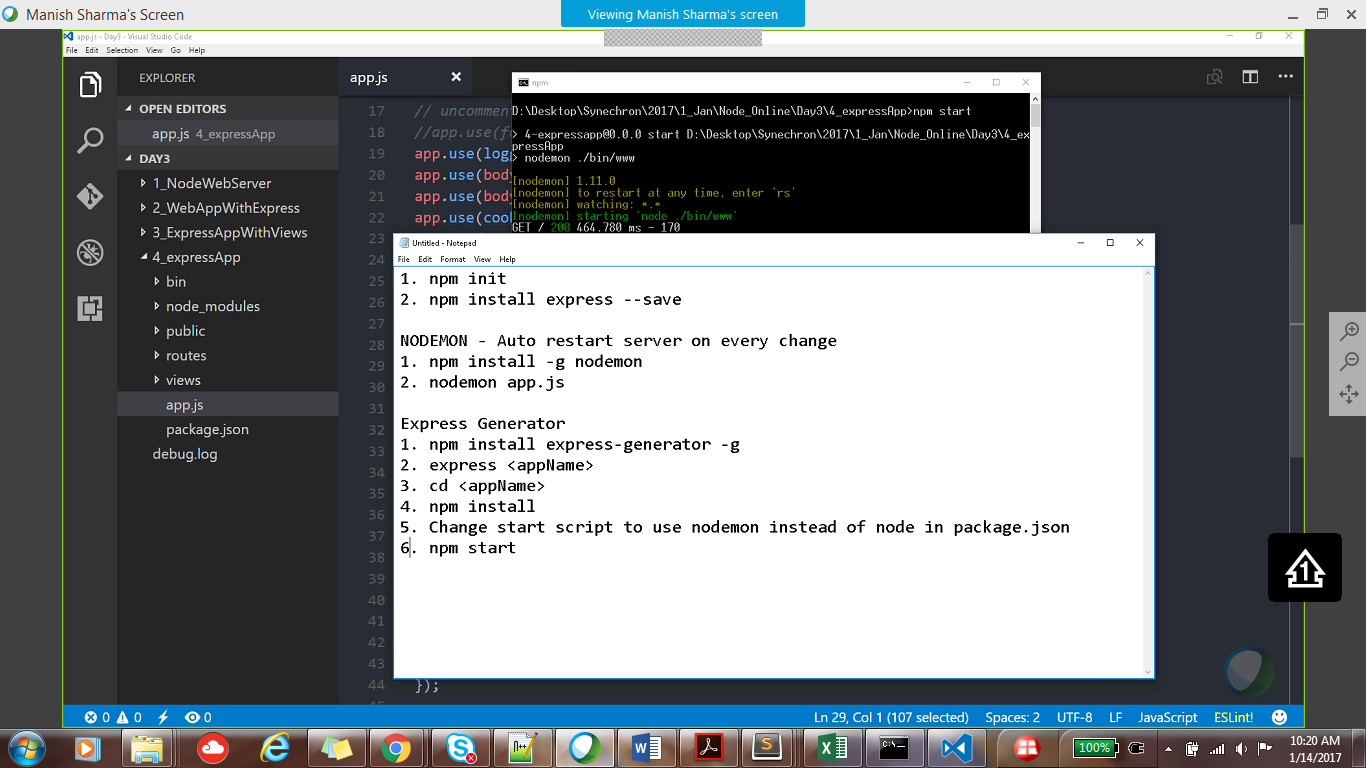 Manish Sharma's Screen
Viewing Manish Sharma's screen
app.js - Day3 - Visual Studio Code
File Edit Selection View Go Help
EXPLORER
OPEN EDITORS
app.js 4_expressApp
DAY3
1_NodeWebServer
2_WebAppWithExpress
3_ExpressAppWithViews
4_expressApp
bin
node_modules
public
routes
views
app.js
package.json
debug.log
app.js
17 // uncommen
18 //app.use(f
19 app.use(log
20 app.use(bod
21 app.use(bod
22 app.use(coo
23
24
25
26
27
28
29
30
31
32
33
34
35
36
37
38
39
40
41
42
43
44 });
npm
D:\Desktop\Synechron\2017\1_Jan\Node_Online\Day3\4_expressApp>npm start
> 4-expressapp@0.0.0 start D:\Desktop\Synechron\2017\1_Jan\Node_Online\Day3\4_ex
pressApp
> nodemon ./bin/www
[nodemon] 1.11.0
[nodemon] to restart at any time, enter 'rs'
[nodemon] watching: *.*
[nodemon] starting 'node ./bin/www'
GET / 200 464.780 ms - 170
Untitled - Notepad
File Edit Format View Help
1. npm init
2. npm install express --save
NODEMON - Auto restart server on every change
1. npm install -g nodemon
2. nodemon app.js
Express Generator
1. npm install express-generator -g
2. express <appName>
3. cd <appName>
4. npm install
5. Change start script to use nodemon instead of node in package.json
6. npm start
1
0 0 0
Ln 29, Col 1 (107 selected) Spaces: 2 UTF-8 LF JavaScript ESLint!
100%
10:20 AM
1/14/2017